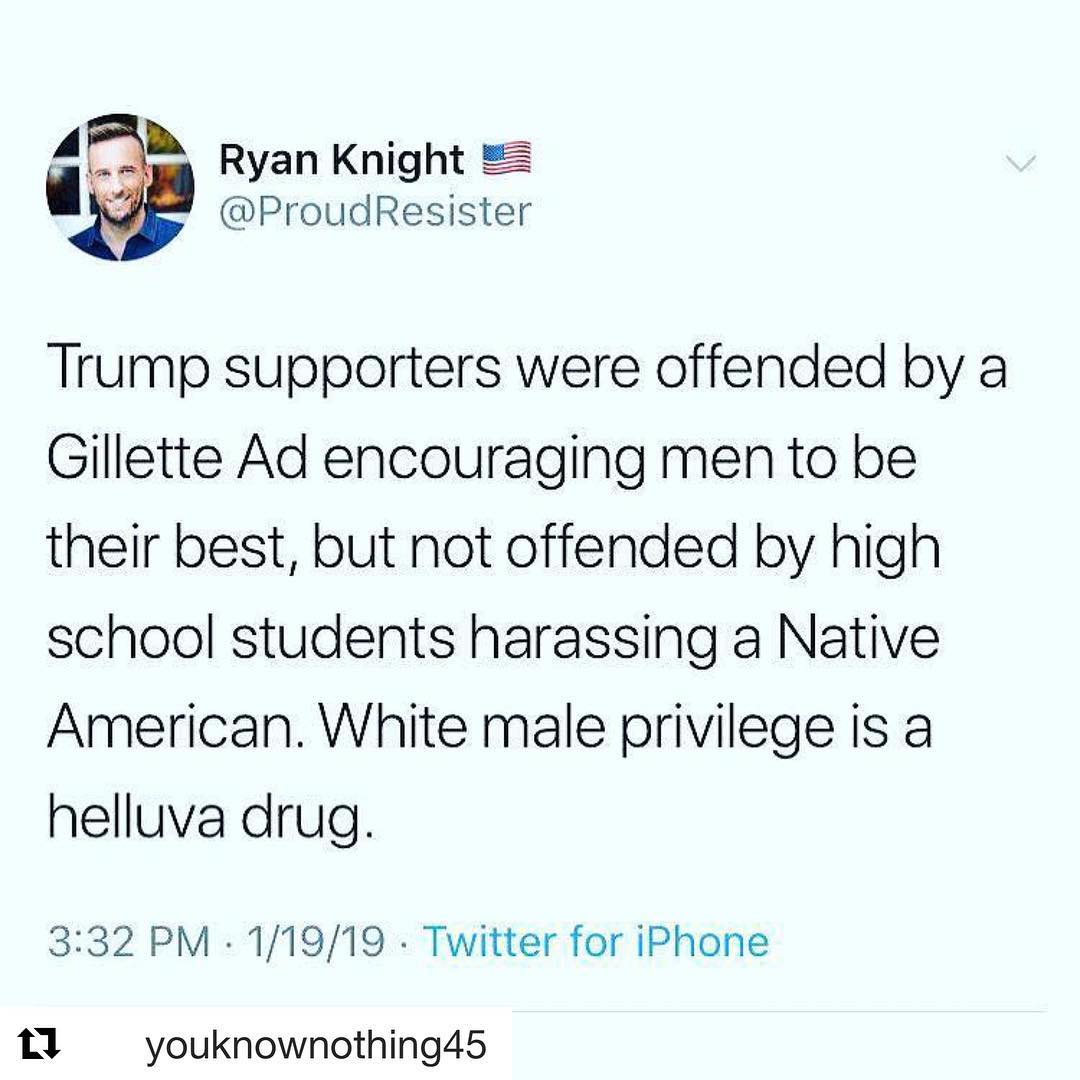 Ryan Knight 🇺🇸
@ProudResister
Trump supporters were offended by a
Gillette Ad encouraging men to be
their best, but not offended by high
school students harassing a Native
American. White male privilege is a
helluva drug.
3:32 PM · 1/19/19 · Twitter for iPhone
youknownothing45